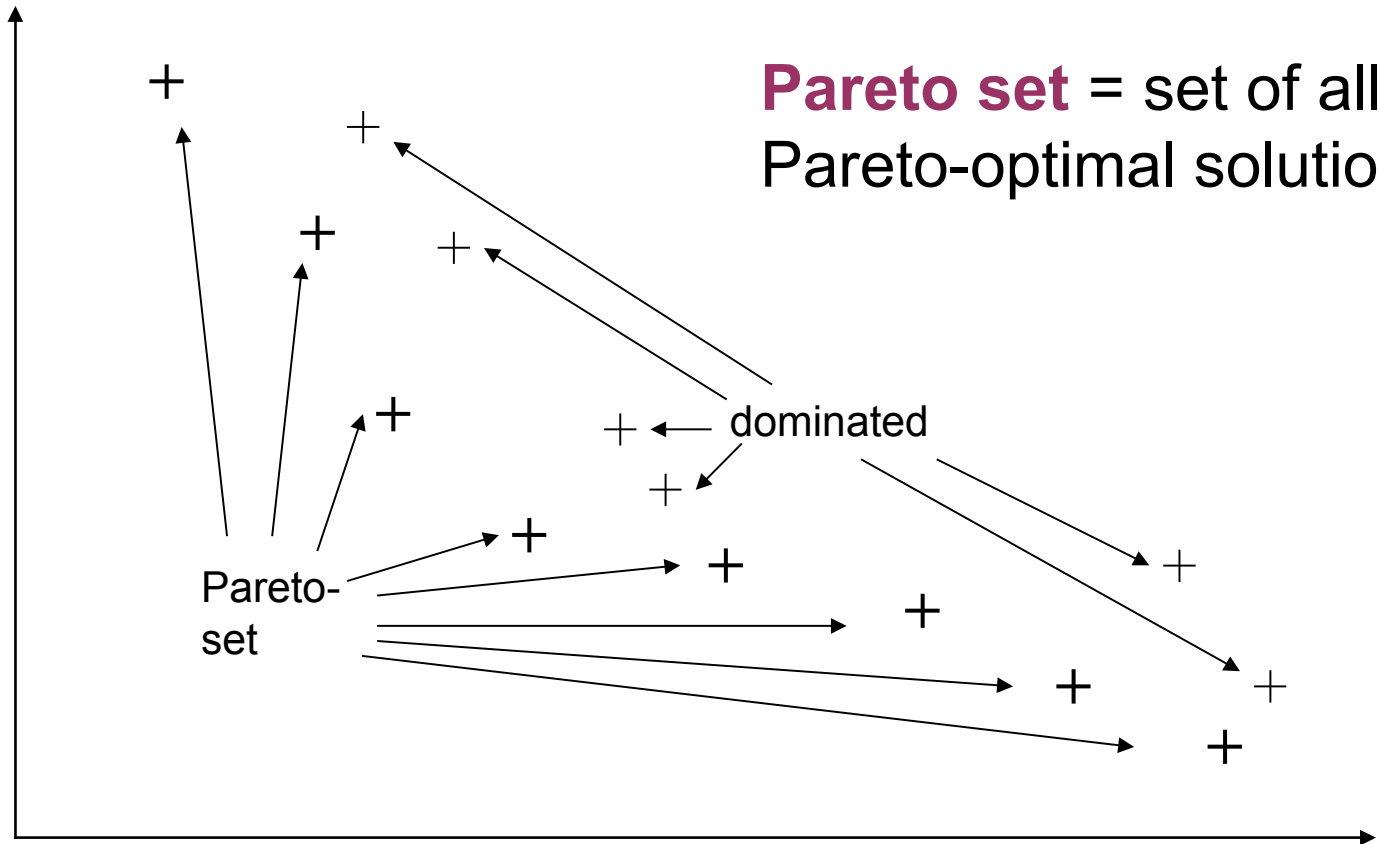 Pareto set = set of all
Pareto-optimal solutio
dominated
Pareto-
set